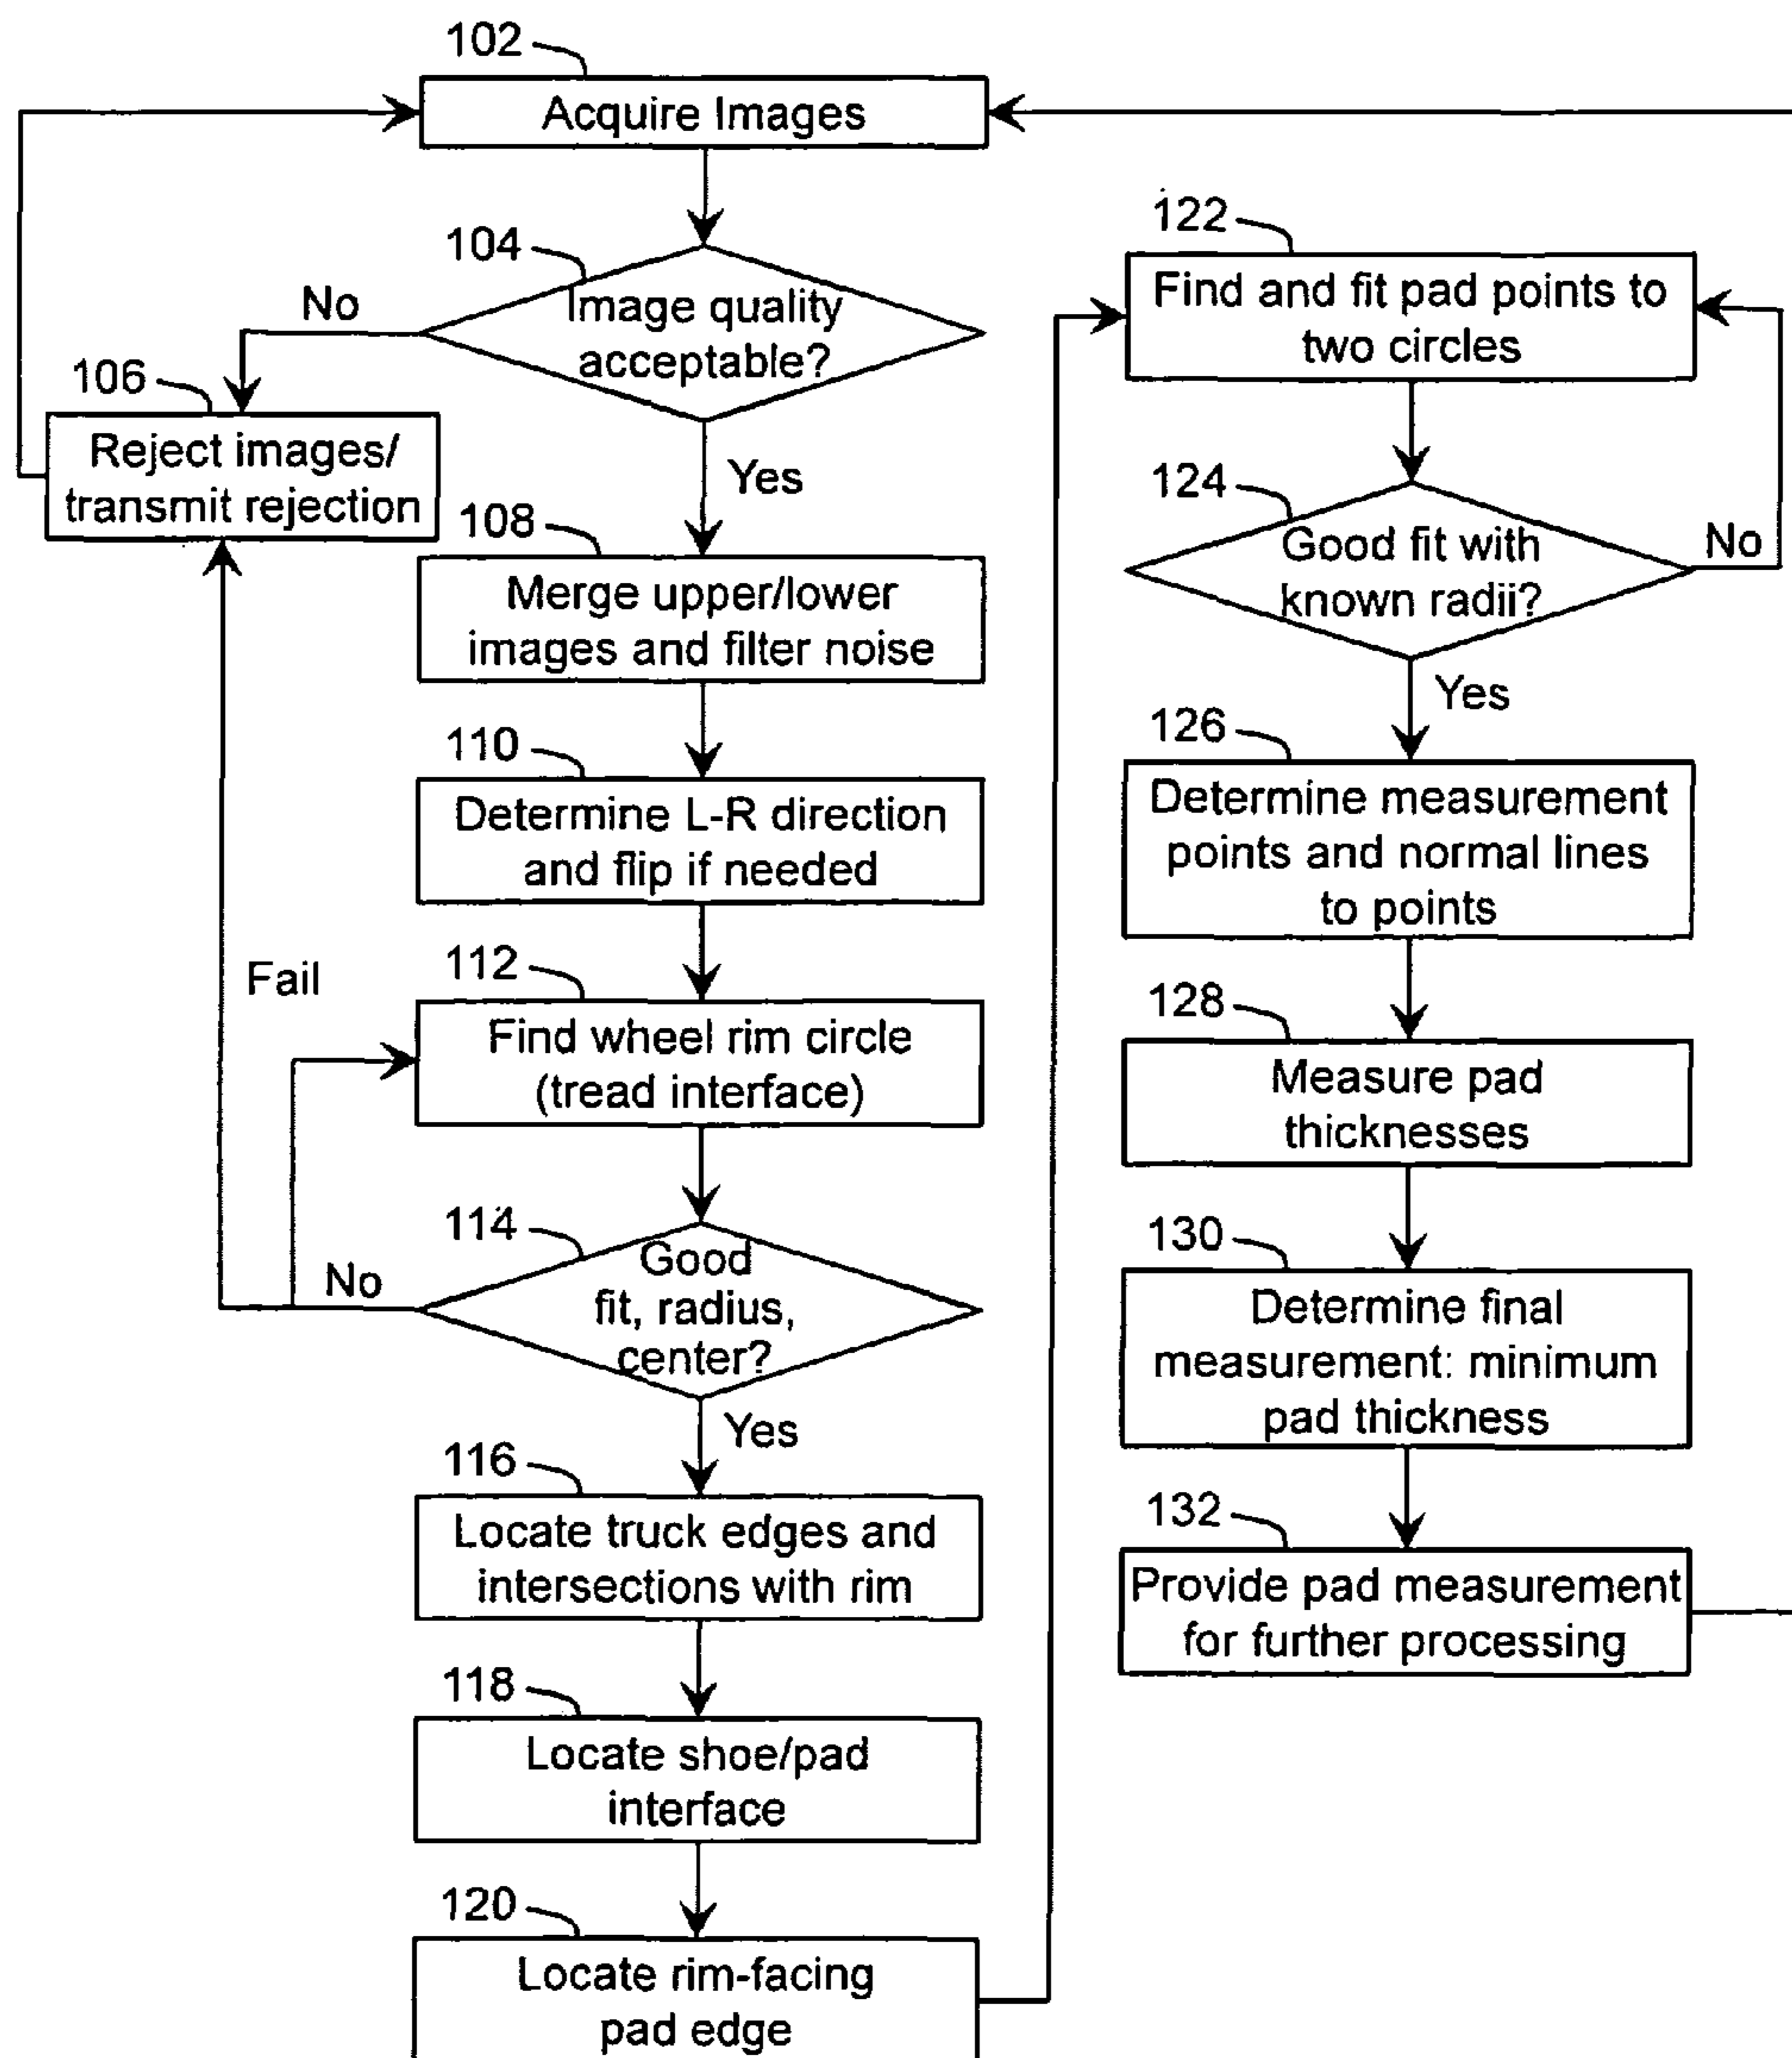 102
Acquire Images
104
Image quality
acceptable?
No
Yes
106
Reject images/
transmit rejection
108
Merge upper/lower
images and filter noise
110
Determine L-R direction
and flip if needed
Fail
112
Find wheel rim circle
(tread interface)
114
Good
fit, radius,
center?
No
Yes
116
Locate truck edges and
intersections with rim
118
Locate shoe/pad
interface
120
Locate rim-facing
pad edge
122
Find and fit pad points to
two circles
124
Good fit with
known radii?
No
Yes
126
Determine measurement
points and normal lines
to points
128
Measure pad
thicknesses
130
Determine final
measurement: minimum
pad thickness
132
Provide pad measurement
for further processing